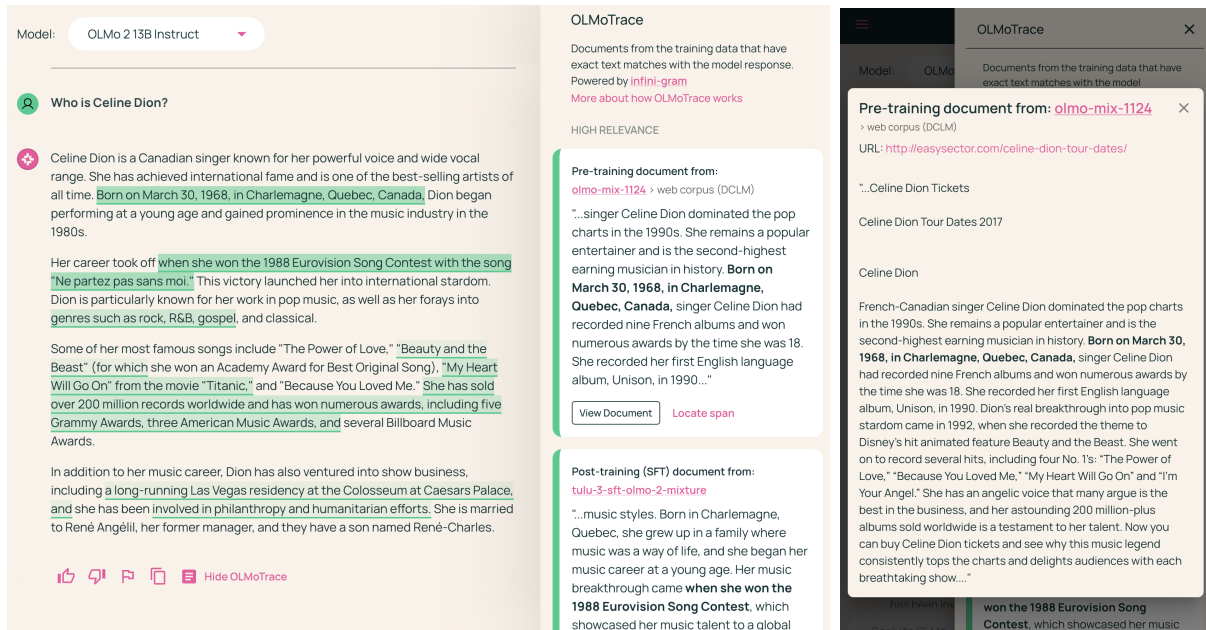 Model:
OLMo 2 13B Instruct
Who is Celine Dion?
Celine Dion is a Canadian singer known for her powerful voice and wide vocal
range. She has achieved international fame and is one of the best-selling artists of
all time. Born on March 30, 1968, in Charlemagne, Quebec, Canada, Dion began
performing at a young age and gained prominence in the music industry in the
1980s.
Her career took off when she won the 1988 Eurovision Song Contest with the song
"Ne partez pas sans moi." This victory launched her into international stardom.
Dion is particularly known for her work in pop music, as well as her forays into
genres such as rock, R&B, gospel, and classical.
Some of her most famous songs include "The Power of Love," "Beauty and the
Beast" (for which she won an Academy Award for Best Original Song), "My Heart
Will Go On" from the movie "Titanic," and "Because You Loved Me." She has sold
over 200 million records worldwide and has won numerous awards, including five
Grammy Awards, three American Music Awards, and several Billboard Music
Awards.
In addition to her music career, Dion has also ventured into show business,
including a long-running Las Vegas residency at the Colosseum at Caesars Palace,
and she has been involved in philanthropy and humanitarian efforts. She is married
to René Angélil, her former manager, and they have a son named René-Charles.
Hide OLMoTrace
OLMoTrace
Documents from the training data that have
exact text matches with the model response.
Powered by infini-gram
More about how OLMoTrace works
HIGH RELEVANCE
Pre-training document from:
olmo-mix-1124 > web corpus (DCLM)
"...singer Celine Dion dominated the pop
charts in the 1990s. She remains a popular
entertainer and is the second-highest
earning musician in history. Born on
March 30, 1968, in Charlemagne,
Quebec, Canada, singer Celine Dion had
recorded nine French albums and won
numerous awards by the time she was 18.
She recorded her first English language
album, Unison, in 1990..."
View Document
Locate span
Post-training (SFT) document from:
tulu-3-sft-olmo-2-mixture
"...music styles. Born in Charlemagne,
Quebec, she grew up in a family where
music was a way of life, and she began her
music career at a young age. Her music
breakthrough came when she won the
1988 Eurovision Song Contest, which
showcased her music talent to a global
OLMoTrace
Model:
OLMo
Documents from the training data that have
exact text matches with the model
Pre-training document from: olmo-mix-1124
> web corpus (DCLM)
URL: http://easysector.com/celine-dion-tour-dates/
"...Celine Dion Tickets
Celine Dion Tour Dates 2017
Celine Dion
French-Canadian singer Celine Dion dominated the pop charts
in the 1990s. She remains a popular entertainer and is the
second-highest earning musician in history. Born on March 30,
1968, in Charlemagne, Quebec, Canada, singer Celine Dion
had recorded nine French albums and won numerous awards by
the time she was 18. She recorded her first English language
album, Unison, in 1990. Dion's real breakthrough into pop music
stardom came in 1992, when she recorded the theme to
Disney's hit animated feature Beauty and the Beast. She went
on to record several hits, including four No. 1's: "The Power of
Love," "Because You Loved Me," "My Heart Will Go On" and "I'm
Your Angel." She has an angelic voice that many argue is the
best in the business, and her astounding 200 million-plus
albums sold worldwide is a testament to her talent. Now you
can buy Celine Dion tickets and see why this music legend
consistently tops the charts and delights audiences with each
breathtaking show...."
has been inv
won the 1988 Eurovision Song
Contest, which showcased her music